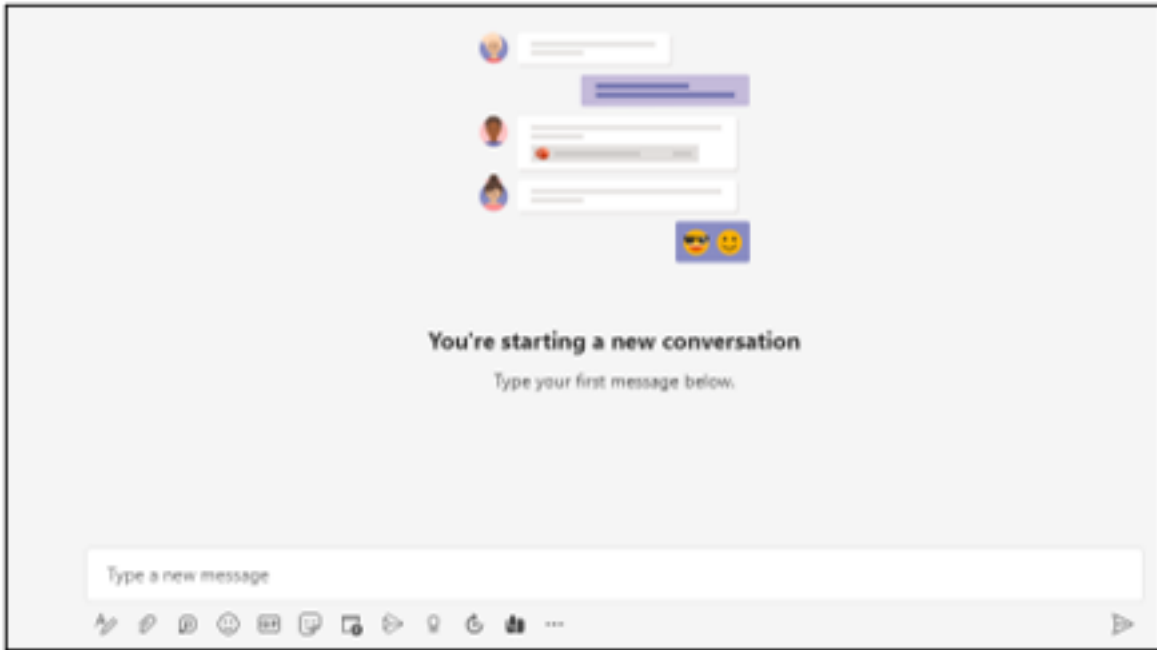 You're starting a new conversation
Type your first message below.
Type a new message